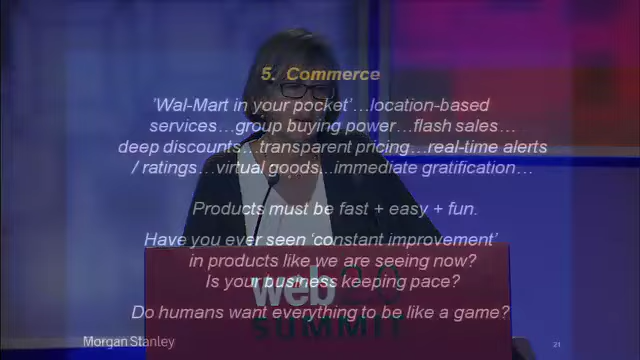 5. Commerce
'Wal-Mart in your pocket'...location-based
services...group buying power...flash sales...
deep discounts...transparent pricing...real-time alerts
/ ratings...virtual goods...immediate gratification...
Products must be fast + easy + fun.
Have you ever seen 'constant improvement'
in products like we are seeing now?
Is your business keeping pace?
web 2.0
SUMMIT
Do humans want everything to be like a game?
Morgan Stanley
21